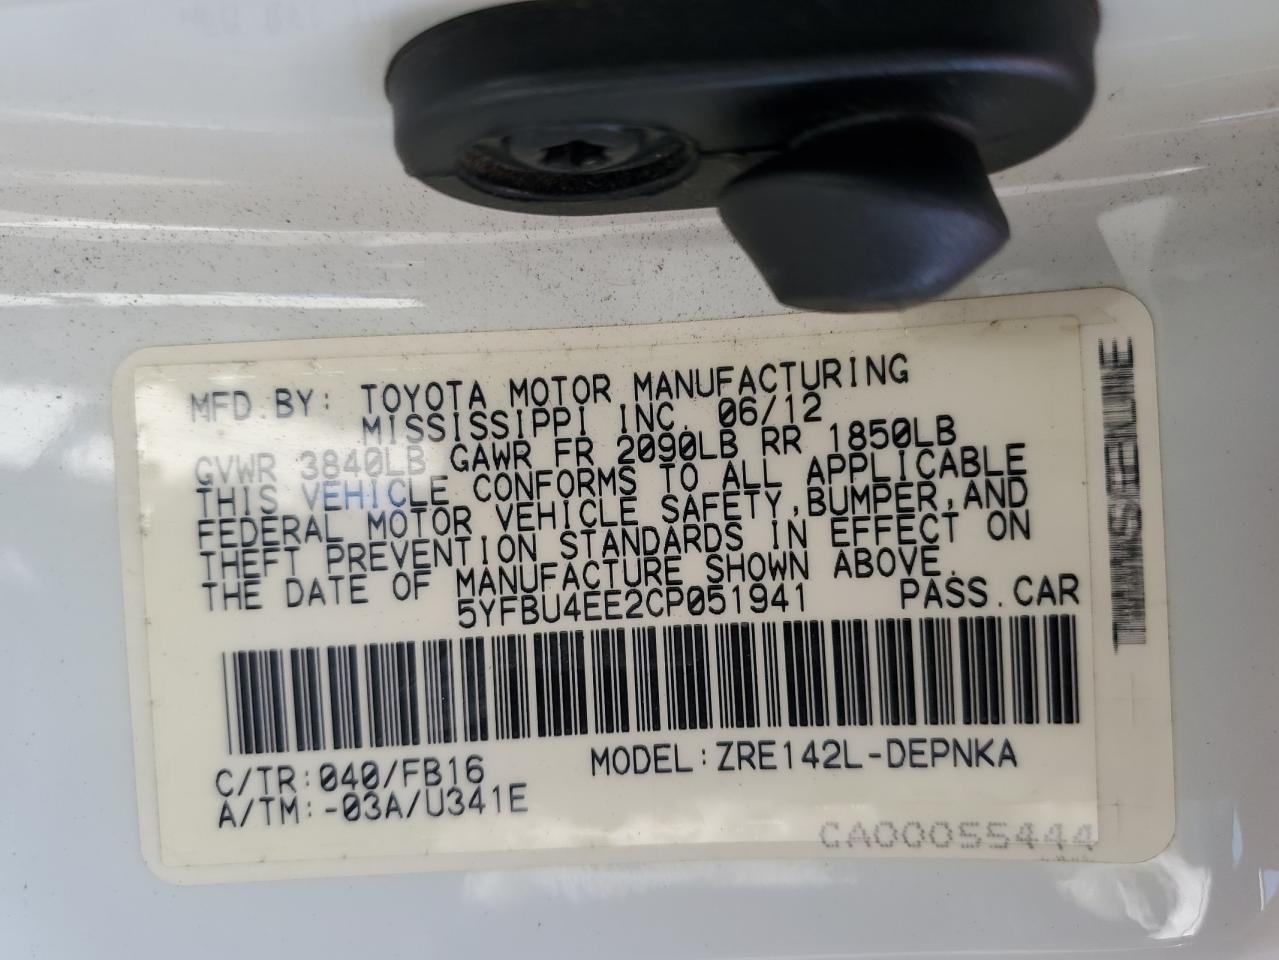 MFD.BY: TOYOTA MOTOR MANUFACTURING
MISSISSIPPI INC. 06/12
GVWR 3840LB GAWR FR 2090LB RR 1850LB
THIS VEHICLE CONFORMS TO ALL APPLICABLE
FEDERAL MOTOR VEHICLE SAFETY,BUMPER,AND
THEFT PREVENTION STANDARDS IN EFFECT ON
THE DATE OF MANUFACTURE SHOWN ABOVE.
5YFBU4EE2CP051941 PASS.CAR
C/TR:040/FB16 MODEL:ZRE142L-DEPNKA
A/TM:-03A/U341E
CA00055444